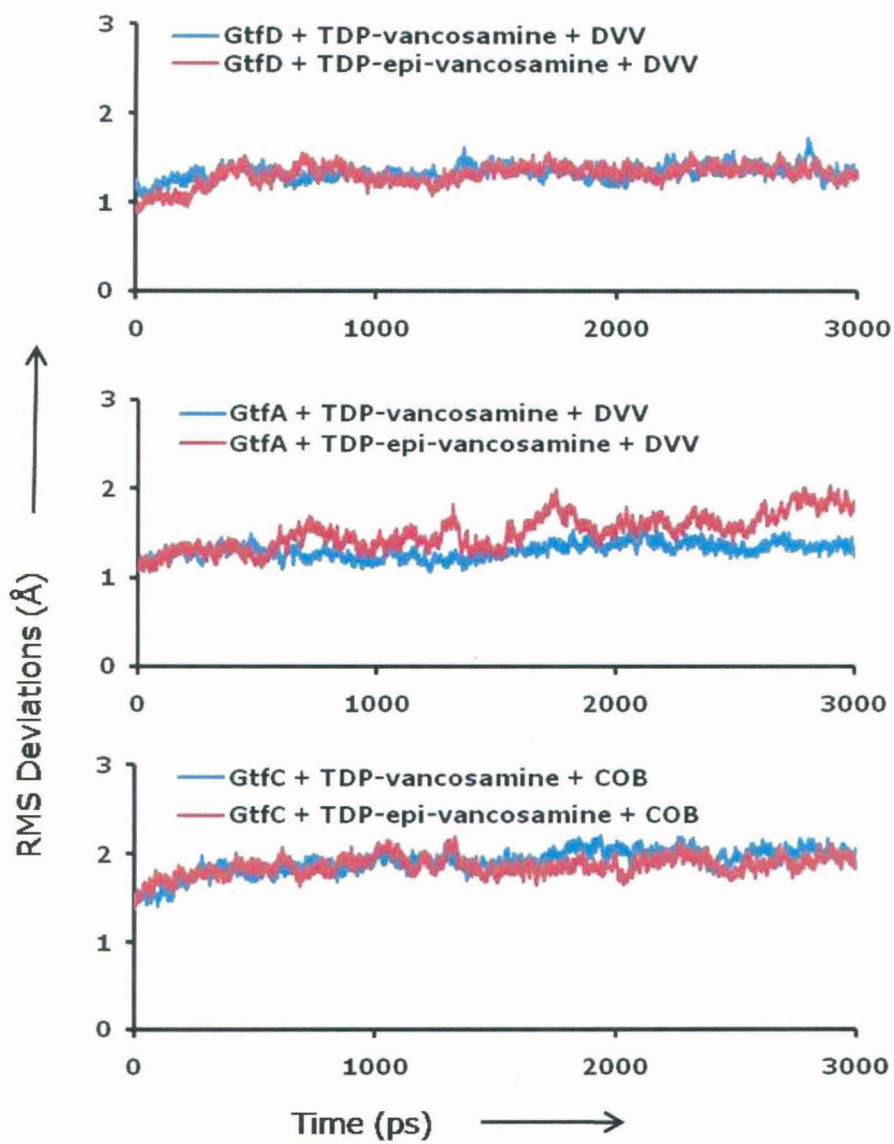 3
GtfD + TDP-vancosamine + DVV
GtfD + TDP-epi-vancosamine + DVV
2
1
0
0 1000 2000 3000
3
GtfA + TDP-vancosamine + DVV
GtfA + TDP-epi-vancosamine + DVV
2
1
0
0 1000 2000 3000
RMS Deviations (Å)
3
GtfC + TDP-vancosamine + COB
GtfC + TDP-epi-vancosamine + COB
2
1
0
0 1000 2000 3000
Time (ps)